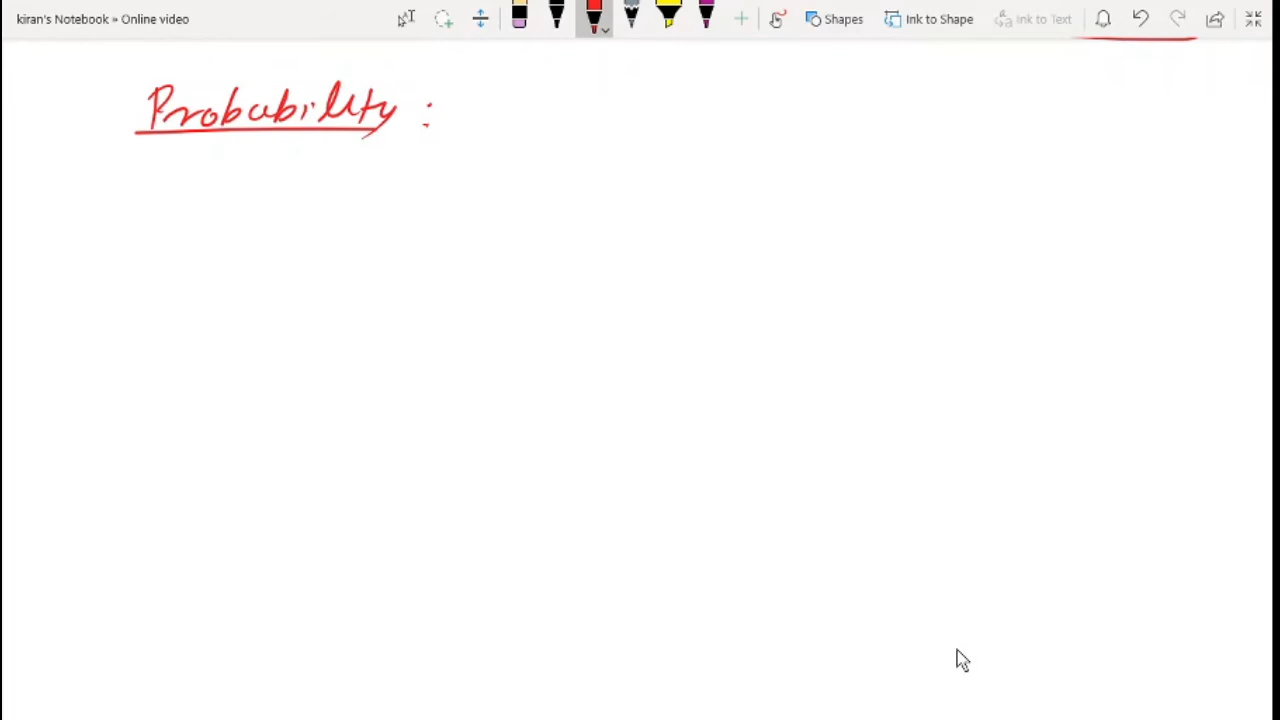 kiran's Notebook » Online video
Shapes
Ink to Shape
Ink to Text
Probability :